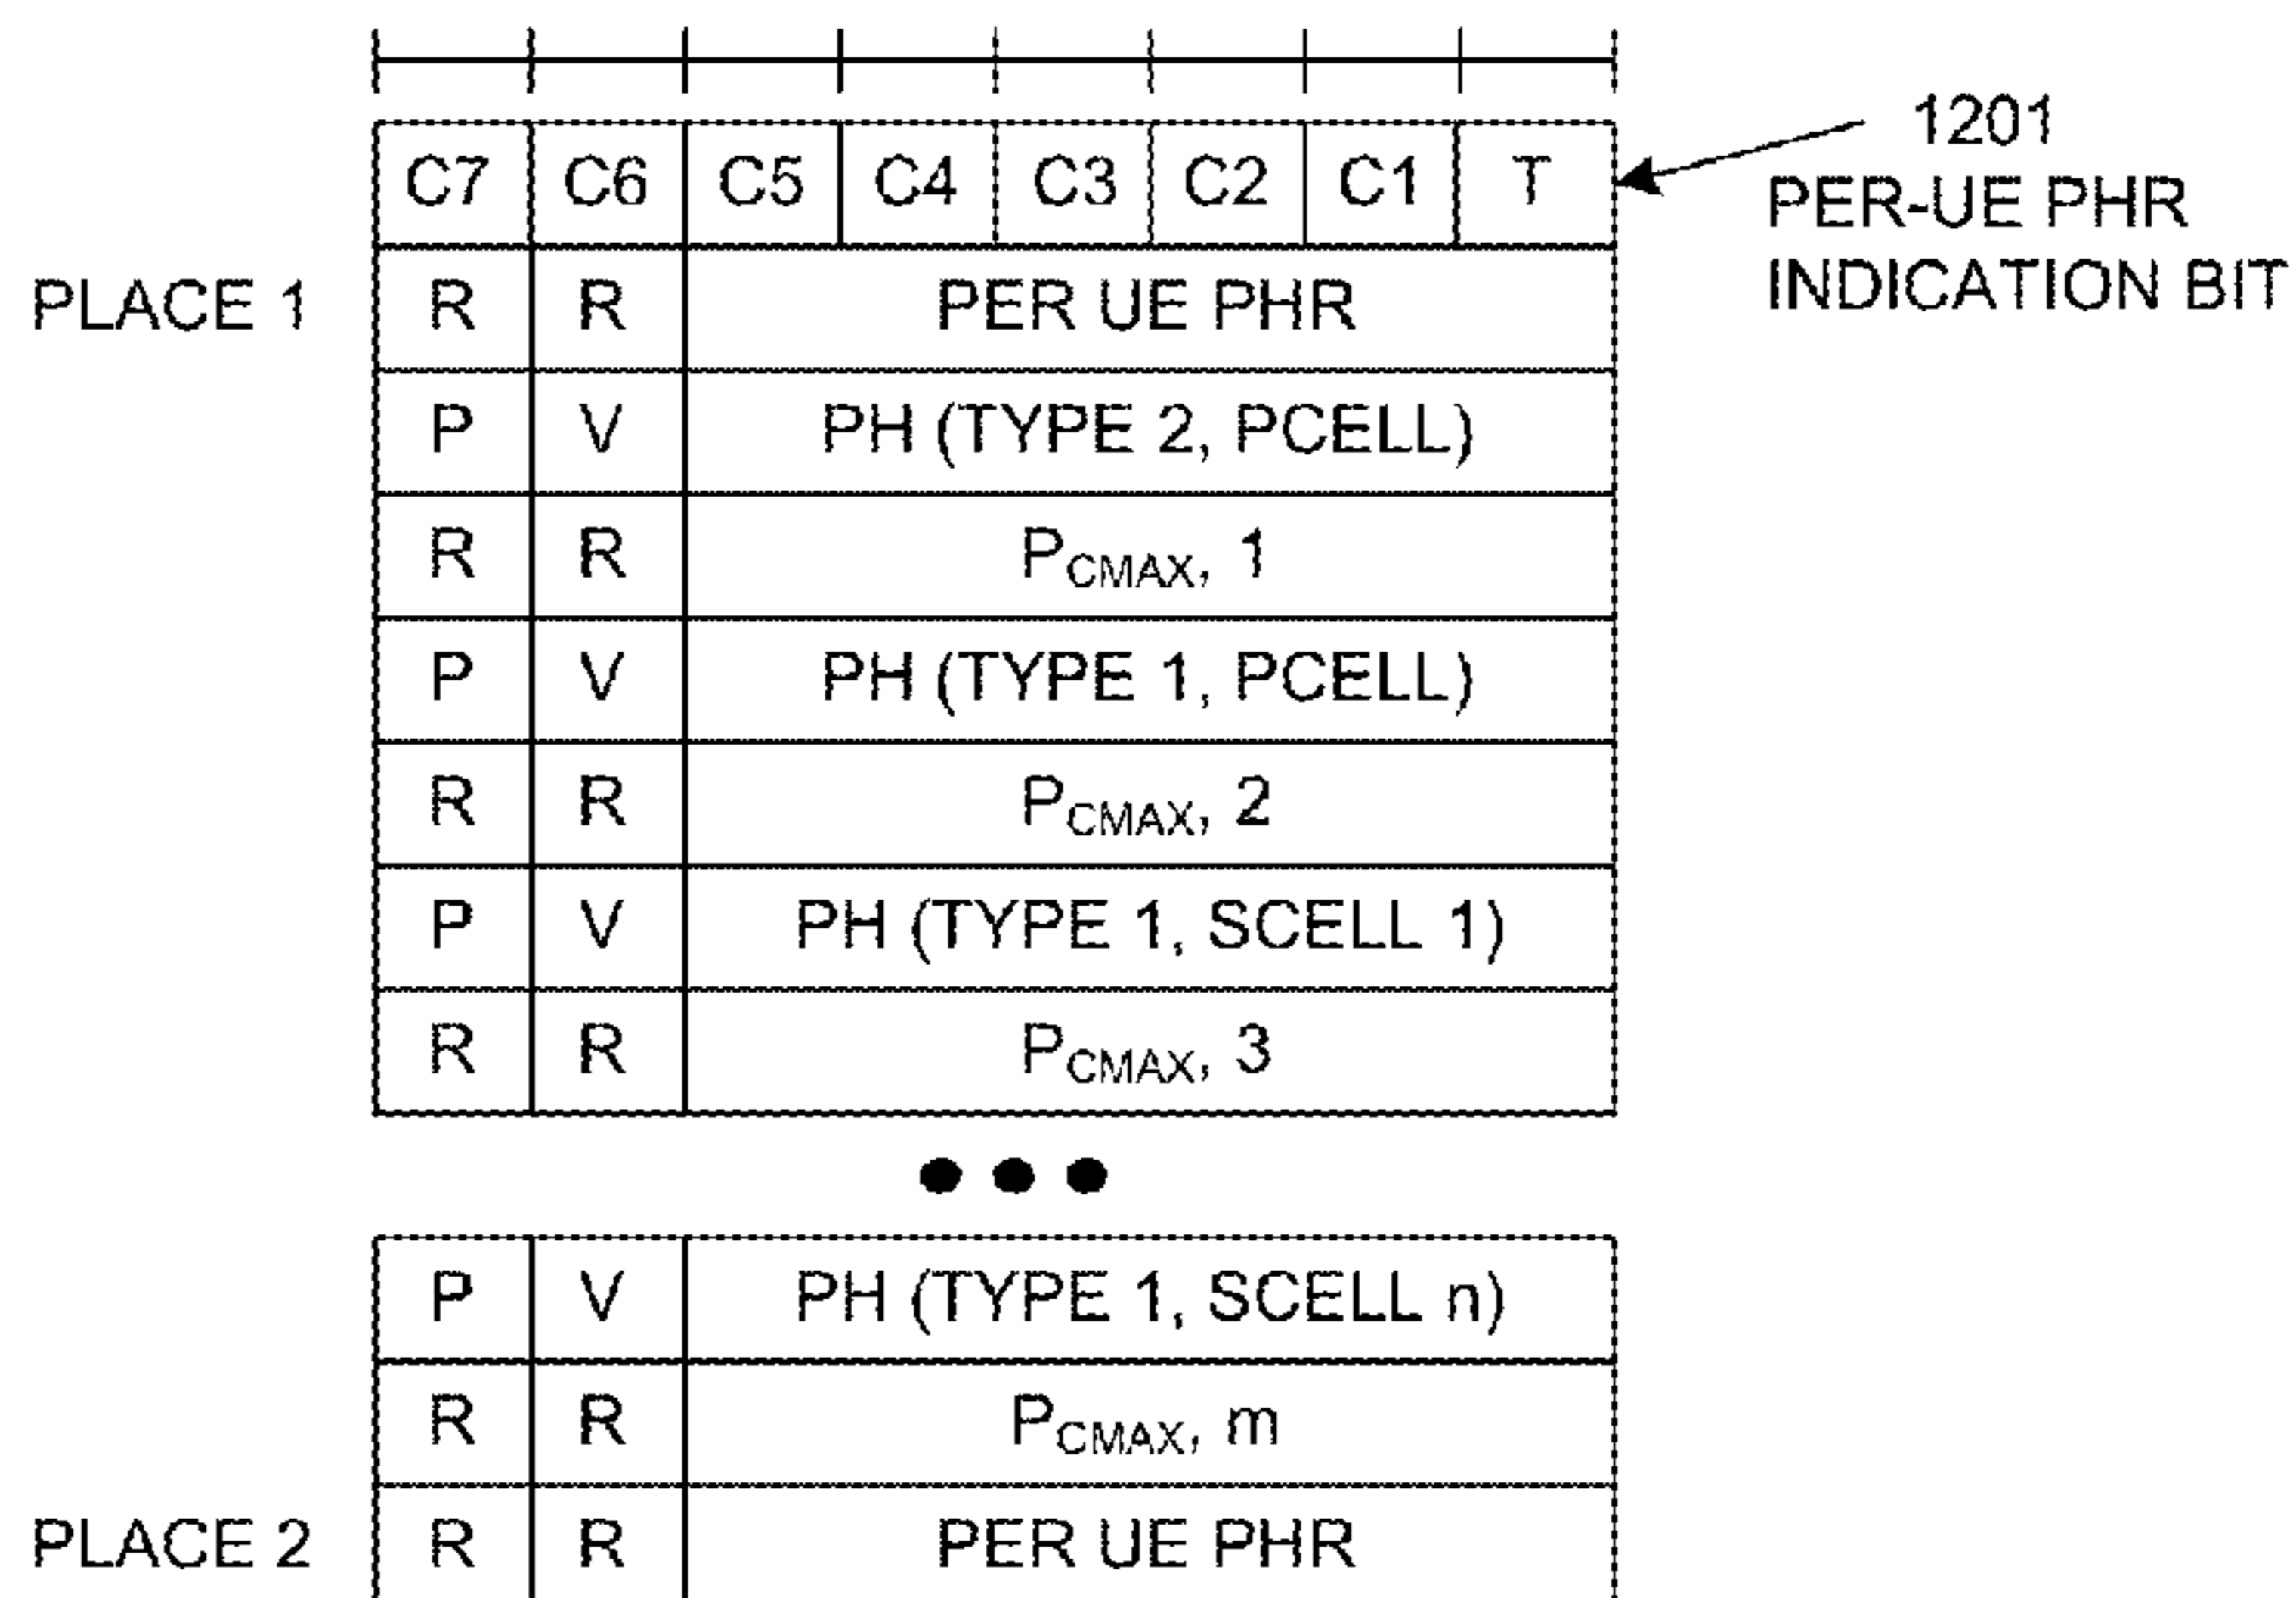 C7 C6 C5 C4 C3 C2 C1 T
1201
PER-UE PHR
INDICATION BIT
PLACE 1 R R PER UE PHR
P V PH (TYPE 2, PCELL)
R R PCMAX, 1
P V PH (TYPE 1, PCELL)
R R PCMAX, 2
P V PH (TYPE 1, SCELL 1)
R R PCMAX, 3
P V PH (TYPE 1, SCELL n)
R R PCMAX, m
PLACE 2 R R PER UE PHR